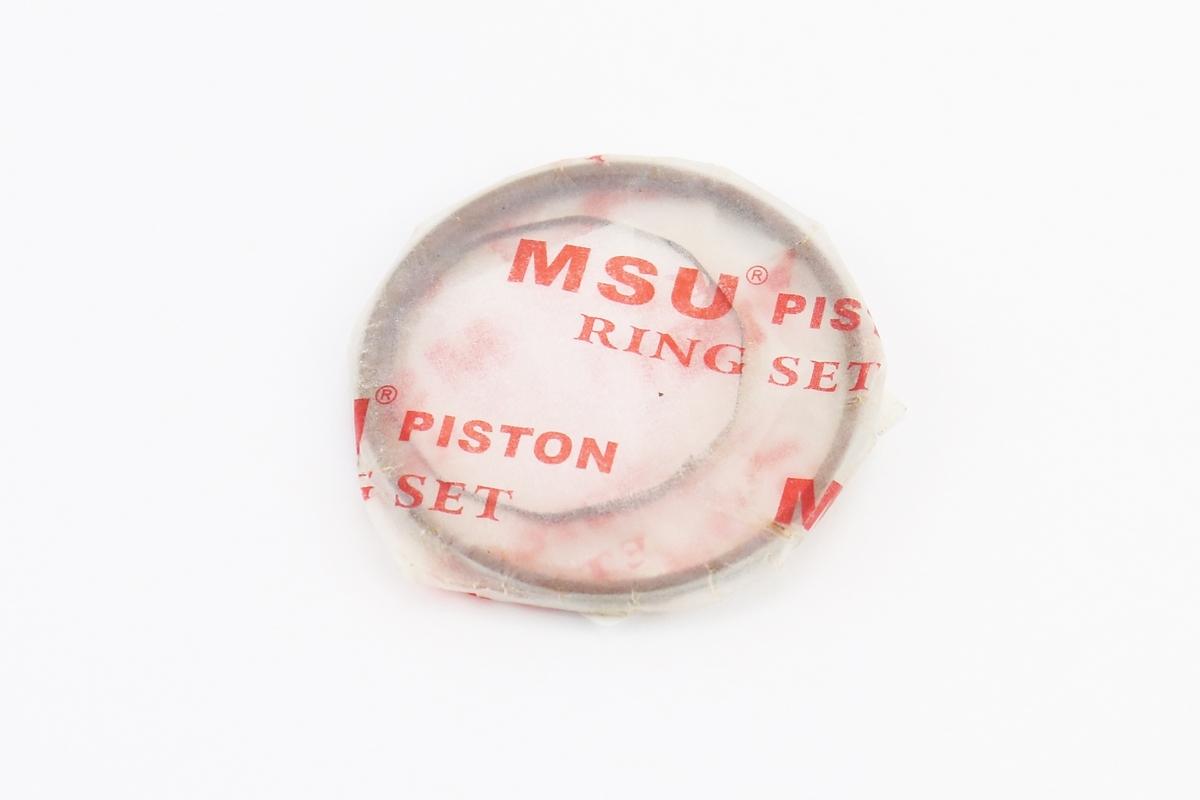 MSU® PIS
RING SET
® PISTON
SET
M